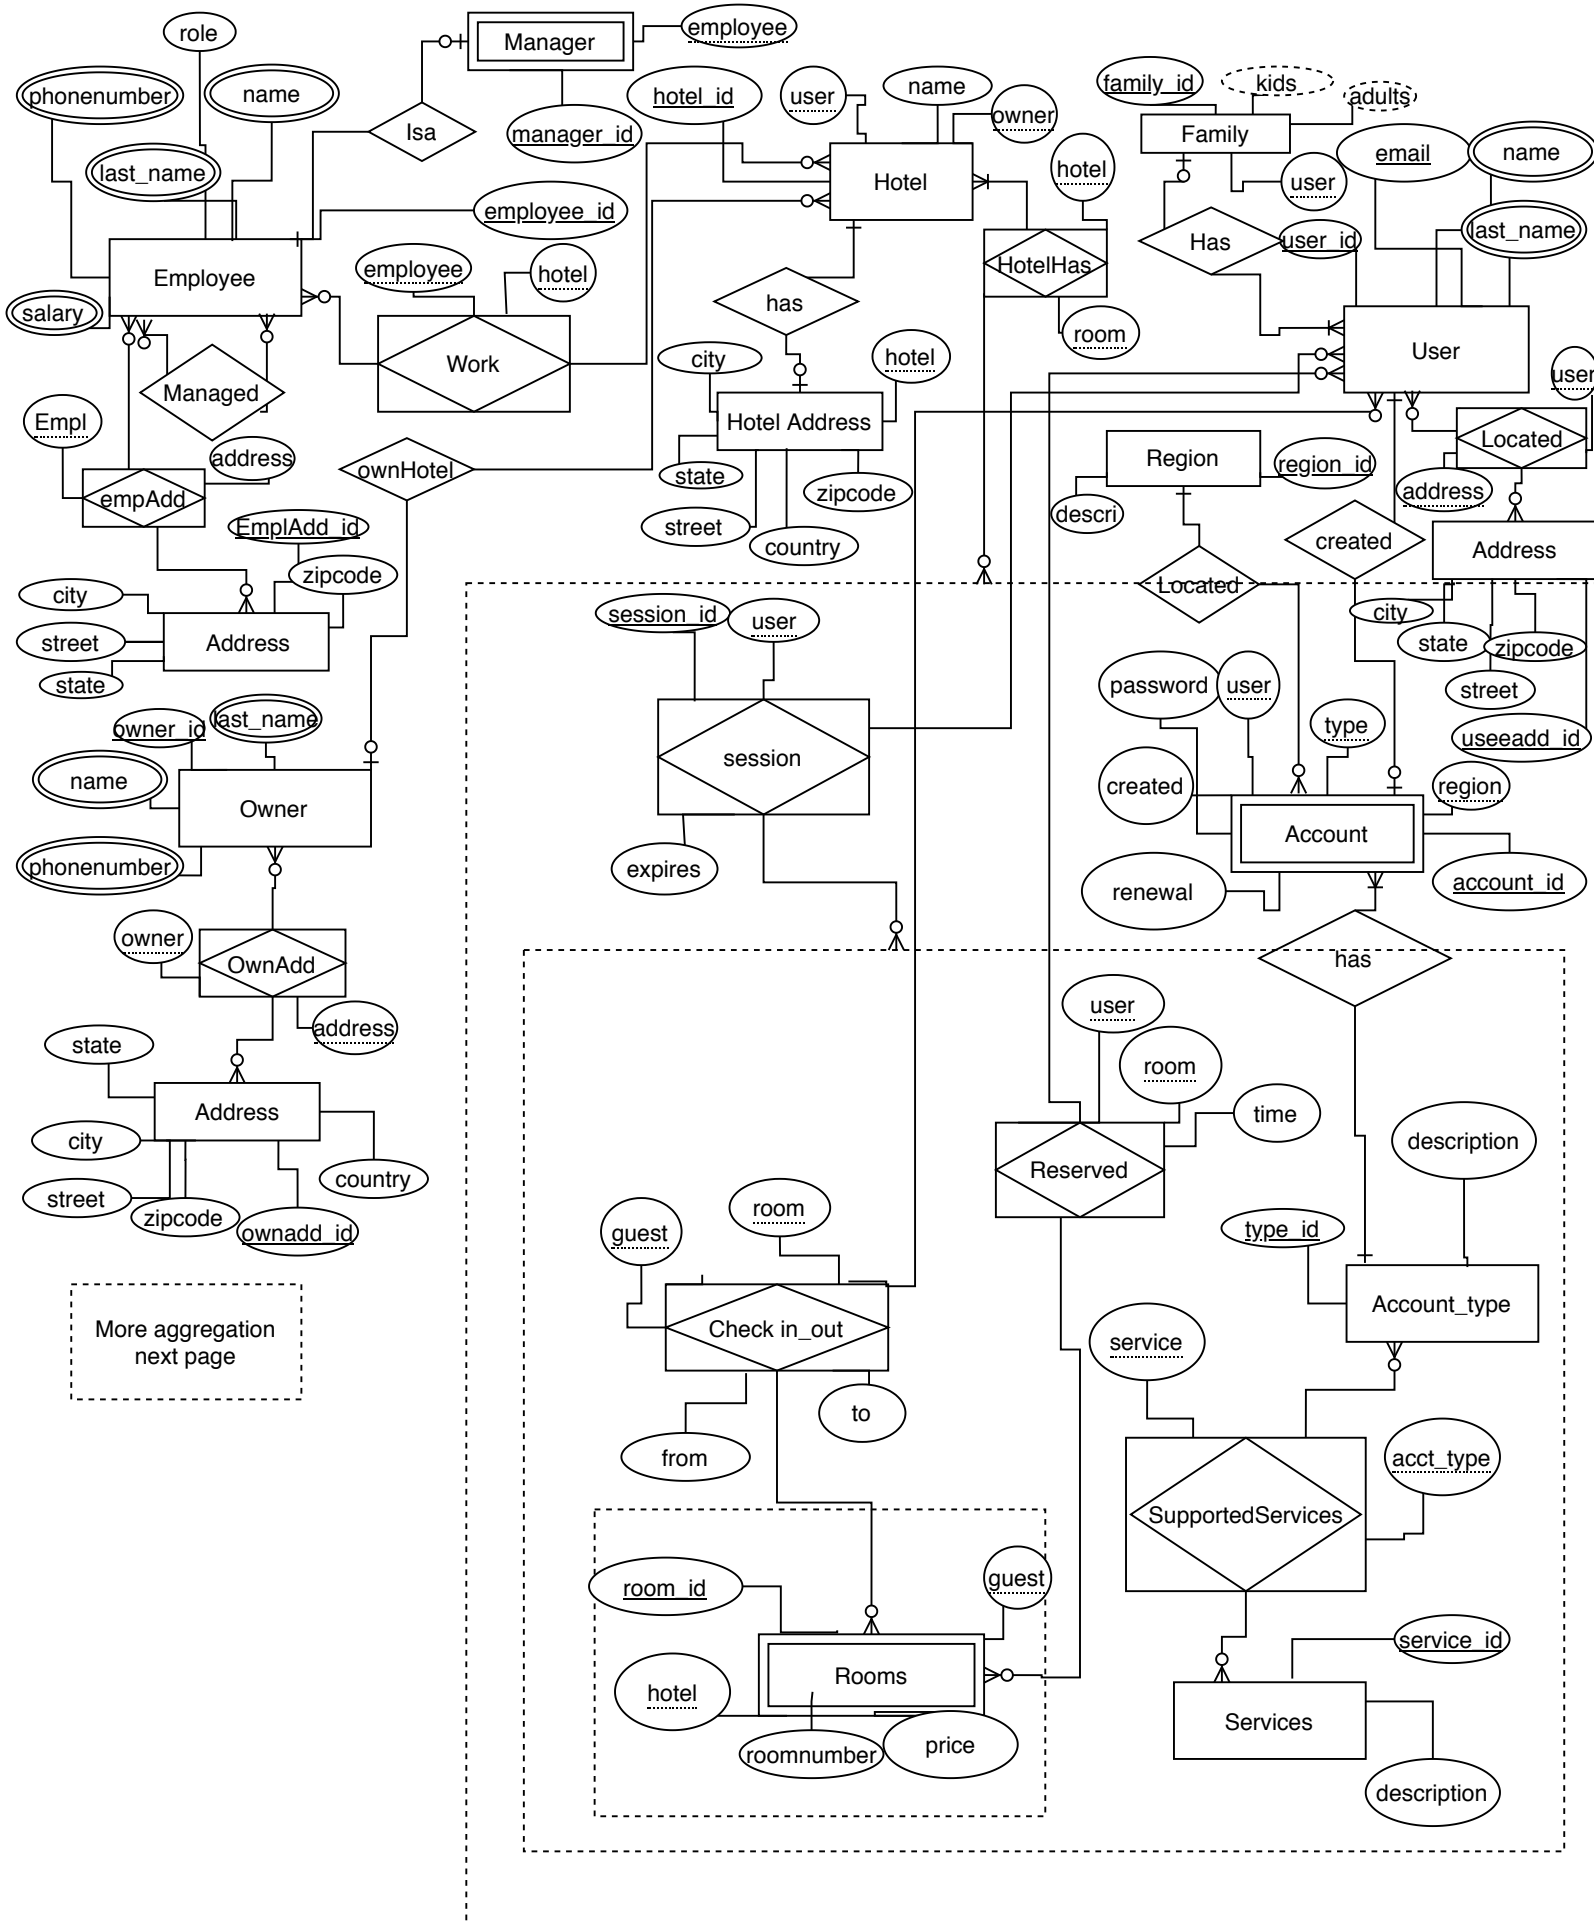 role
Manager
employee
phonenumber
name
Isa
manager_id
hotel_id
user
name
owner
hotel
family_id
kids
adults
Family
user
email
name
last_name
last_name
employee_id
Hotel
Has
user_id
HotelHas
room
Employee
salary
employee
hotel
Work
has
city
hotel
Hotel Address
state
street
country
zipcode
User
user
Located
address
Address
Managed
Empl
address
empAdd
ownHotel
EmplAdd_id
zipcode
city
street
state
Address
Region
region_id
descri
created
Located
city
state
zipcode
street
useeadd_id
session_id
user
session
expires
password
user
type
created
region
Account
renewal
account_id
owner_id
last_name
name
Owner
phonenumber
owner
OwnAdd
address
state
Address
city
street
zipcode
country
ownadd_id
has
user
room
time
Reserved
description
type_id
Account_type
guest
room
Check in_out
from
to
More aggregation
next page
service
acct_type
SupportedServices
room_id
guest
hotel
Rooms
roomnumber
price
service_id
Services
description